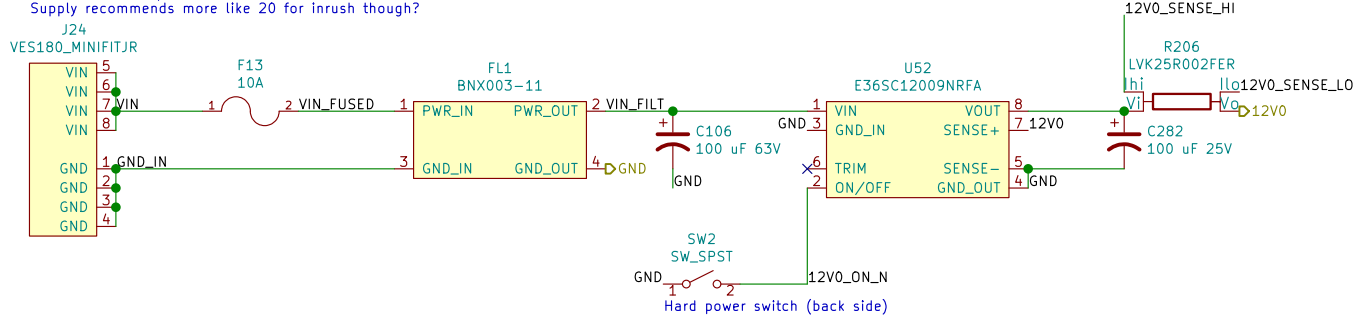 Supply recommends more like 20 for inrush though?
12V0_SENSE_HI
J24
VES180_MINIFITJR
VIN 5
VIN 6
VIN 7
VIN 8
GND 1
GND 2
GND 3
GND 4
VIN
GND_IN
F13
10A
1 2
VIN_FUSED
FL1
BNX003-11
1 PWR_IN PWR_OUT 2
3 GND_IN GND_OUT 4
VIN_FILT
GND
+
C106
100 uF 63V
GND
U52
E36SC12009NRFA
1 VIN VOUT 8
GND 3 GND_IN SENSE+ 7 12V0
6 TRIM SENSE- 5
2 ON/OFF GND_OUT 4
GND
R206
LVK25R002FER
Ihi Ilo
Vi Vo
12V0_SENSE_LO
12V0
+
C282
100 uF 25V
SW2
SW_SPST
GND
1 2
12V0_ON_N
Hard power switch (back side)